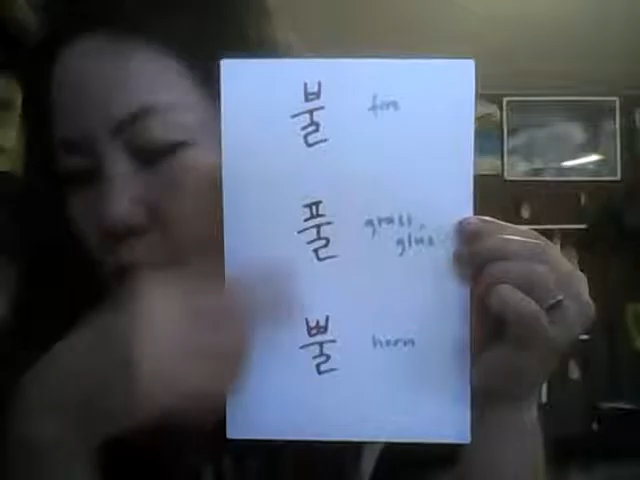 불 fire
풀 grass,
glue
뿔 horn